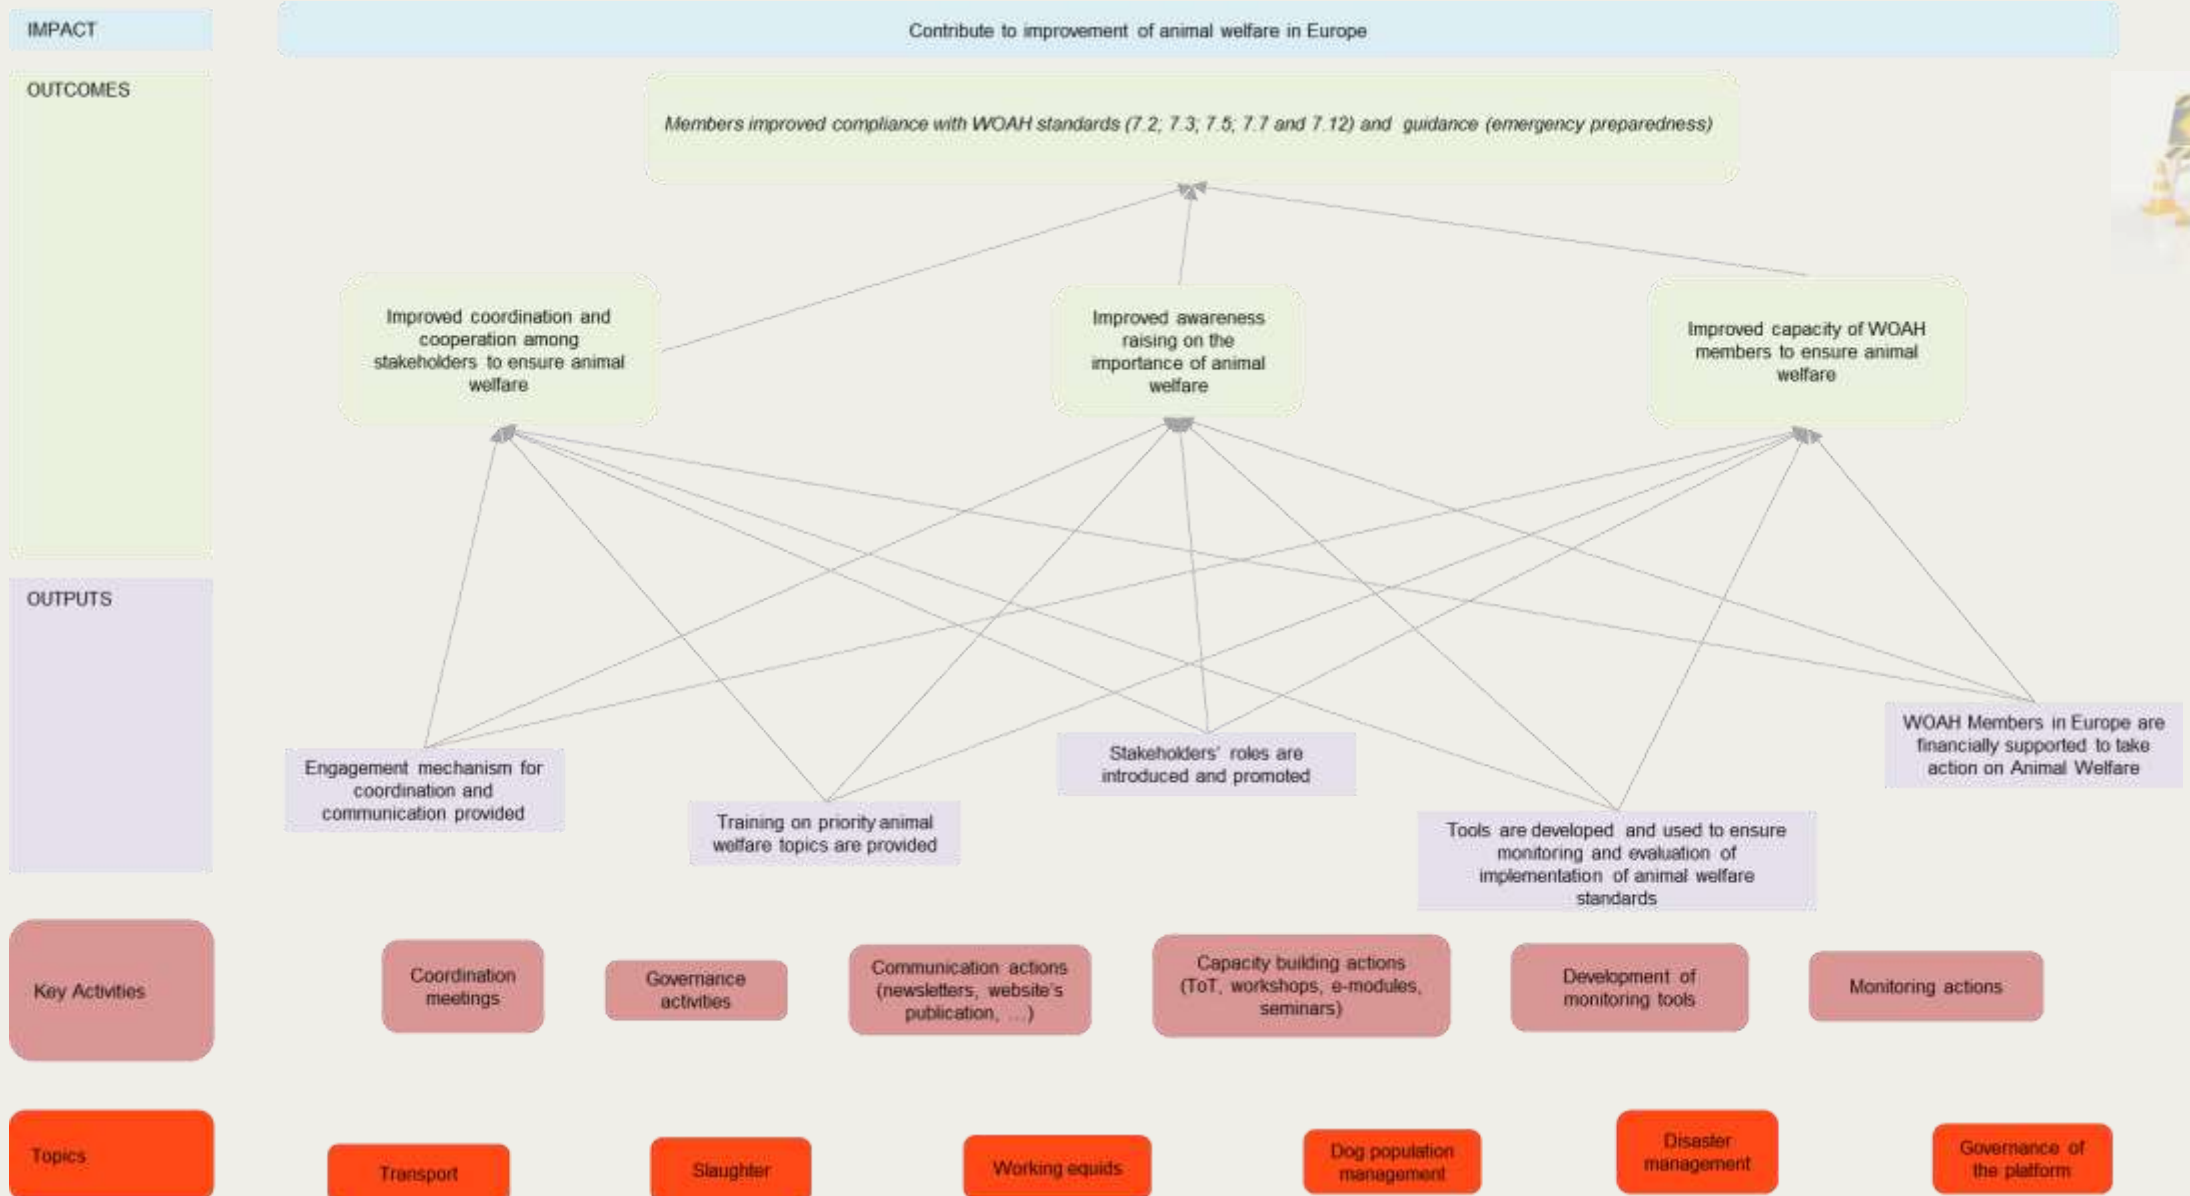 IMPACT
Contribute to improvement of animal welfare in Europe
OUTCOMES
Members improved compliance with WOAH standards (7.2; 7.3; 7.5; 7.7 and 7.12) and guidance (emergency preparedness)
Improved coordination and
cooperation among
stakeholders to ensure animal
welfare
Improved awareness
raising on the
importance of animal
welfare
Improved capacity of WOAH
members to ensure animal
welfare
OUTPUTS
Engagement mechanism for
coordination and
communication provided
Training on priority animal
welfare topics are provided
Stakeholders' roles are
introduced and promoted
Tools are developed and used to ensure
monitoring and evaluation of
implementation of animal welfare
standards
WOAH Members in Europe are
financially supported to take
action on Animal Welfare
Key Activities
Coordination
meetings
Governance
activities
Communication actions
(newsletters, website's
publication, …)
Capacity building actions
(ToT, workshops, e-modules,
seminars)
Development of
monitoring tools
Monitoring actions
Topics
Transport
Slaughter
Working equids
Dog population
management
Disaster
management
Governance of
the platform